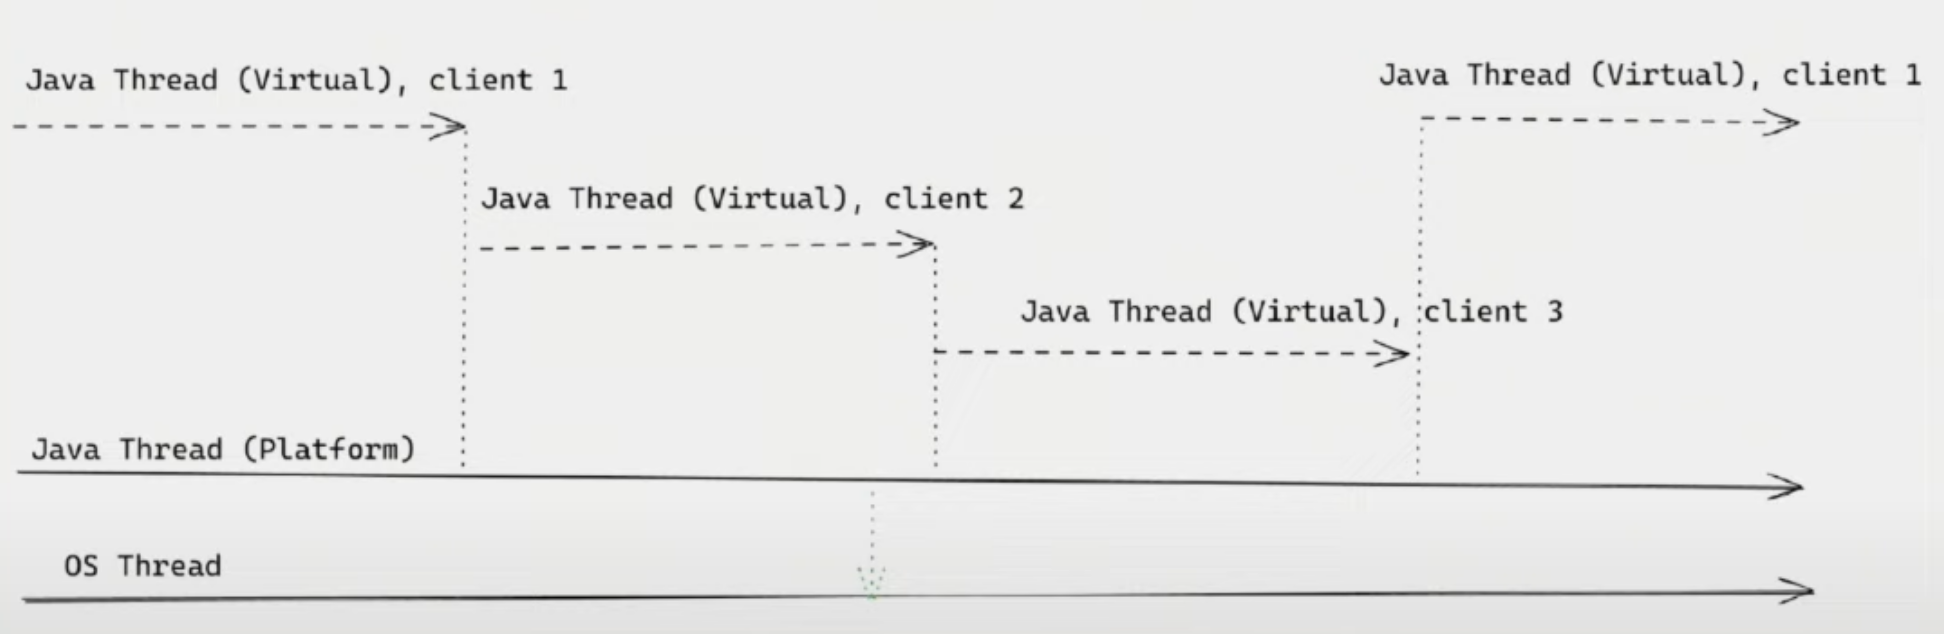 Java Thread (Virtual), client 1
Java Thread (Virtual), client 1
Java Thread (Virtual), client 2
Java Thread (Virtual), client 3
Java Thread (Platform)
OS Thread